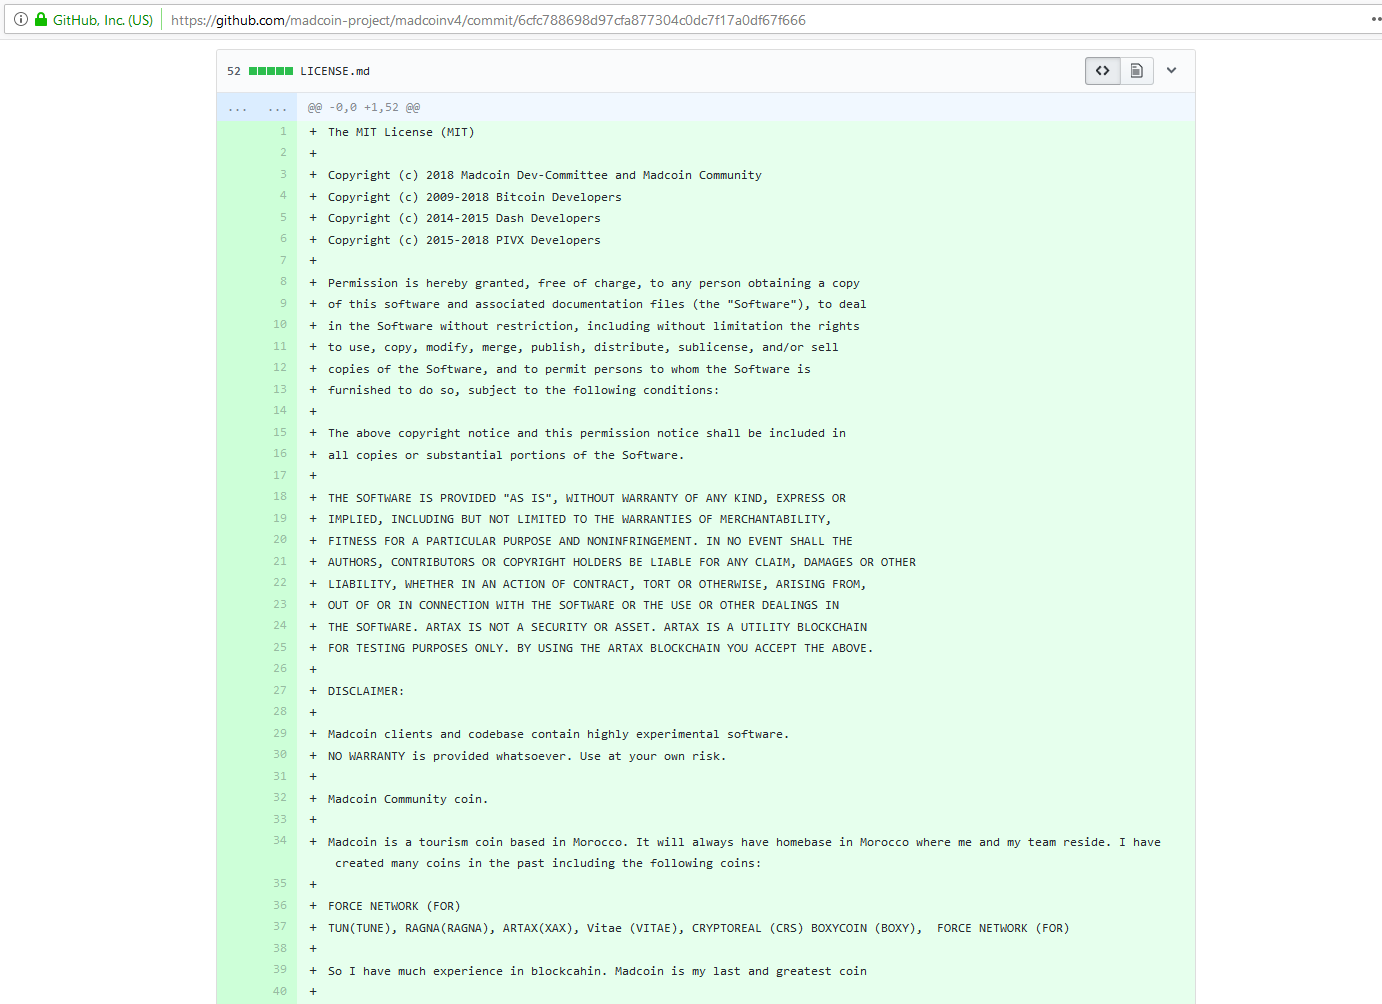 GitHub, Inc. (US) https://github.com/madcoin-project/madcoinv4/commit/6cfc788698d97cfa877304c0dc7f17a0df67f666
52 LICENSE.md
... ... @@ -0,0 +1,52 @@
1 + The MIT License (MIT)
2 +
3 + Copyright (c) 2018 Madcoin Dev-Committee and Madcoin Community
4 + Copyright (c) 2009-2018 Bitcoin Developers
5 + Copyright (c) 2014-2015 Dash Developers
6 + Copyright (c) 2015-2018 PIVX Developers
7 +
8 + Permission is hereby granted, free of charge, to any person obtaining a copy
9 + of this software and associated documentation files (the "Software"), to deal
10 + in the Software without restriction, including without limitation the rights
11 + to use, copy, modify, merge, publish, distribute, sublicense, and/or sell
12 + copies of the Software, and to permit persons to whom the Software is
13 + furnished to do so, subject to the following conditions:
14 +
15 + The above copyright notice and this permission notice shall be included in
16 + all copies or substantial portions of the Software.
17 +
18 + THE SOFTWARE IS PROVIDED "AS IS", WITHOUT WARRANTY OF ANY KIND, EXPRESS OR
19 + IMPLIED, INCLUDING BUT NOT LIMITED TO THE WARRANTIES OF MERCHANTABILITY,
20 + FITNESS FOR A PARTICULAR PURPOSE AND NONINFRINGEMENT. IN NO EVENT SHALL THE
21 + AUTHORS, CONTRIBUTORS OR COPYRIGHT HOLDERS BE LIABLE FOR ANY CLAIM, DAMAGES OR OTHER
22 + LIABILITY, WHETHER IN AN ACTION OF CONTRACT, TORT OR OTHERWISE, ARISING FROM,
23 + OUT OF OR IN CONNECTION WITH THE SOFTWARE OR THE USE OR OTHER DEALINGS IN
24 + THE SOFTWARE. ARTAX IS NOT A SECURITY OR ASSET. ARTAX IS A UTILITY BLOCKCHAIN
25 + FOR TESTING PURPOSES ONLY. BY USING THE ARTAX BLOCKCHAIN YOU ACCEPT THE ABOVE.
26 +
27 + DISCLAIMER:
28 +
29 + Madcoin clients and codebase contain highly experimental software.
30 + NO WARRANTY is provided whatsoever. Use at your own risk.
31 +
32 + Madcoin Community coin.
33 +
34 + Madcoin is a tourism coin based in Morocco. It will always have homebase in Morocco where me and my team reside. I have
created many coins in the past including the following coins:
35 +
36 + FORCE NETWORK (FOR)
37 + TUN(TUNE), RAGNA(RAGNA), ARTAX(XAX), Vitae (VITAE), CRYPTOREAL (CRS) BOXYCOIN (BOXY),  FORCE NETWORK (FOR)
38 +
39 + So I have much experience in blockcahin. Madcoin is my last and greatest coin
40 +